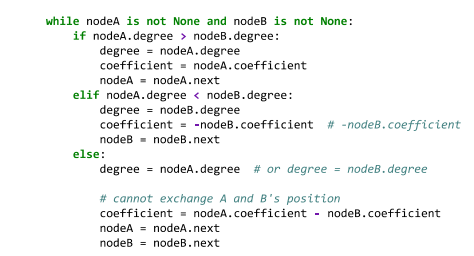 while nodeA is not None and nodeB is not None:
    if nodeA.degree > nodeB.degree:
        degree = nodeA.degree
        coefficient = nodeA.coefficient
        nodeA = nodeA.next
    elif nodeA.degree < nodeB.degree:
        degree = nodeB.degree
        coefficient = -nodeB.coefficient  # -nodeB.coefficient
        nodeB = nodeB.next
    else:
        degree = nodeA.degree  # or degree = nodeB.degree

        # cannot exchange A and B's position
        coefficient = nodeA.coefficient - nodeB.coefficient
        nodeA = nodeA.next
        nodeB = nodeB.next